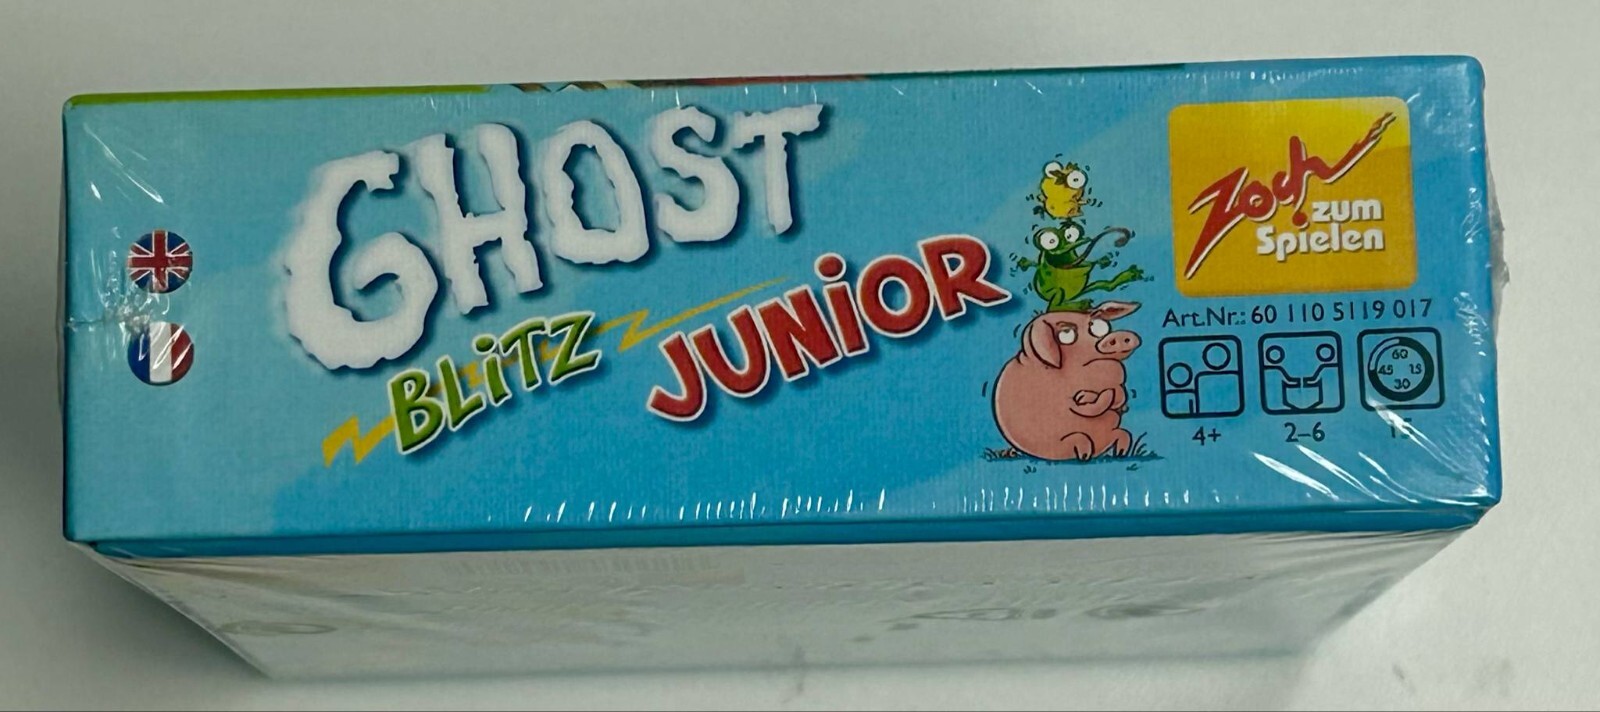 GHOST
BLiTZ JUNiOR
Zoch
zum
Spielen
Art.Nr.: 60 110 5119 017
60
45 15
30
4+ 2–6 15